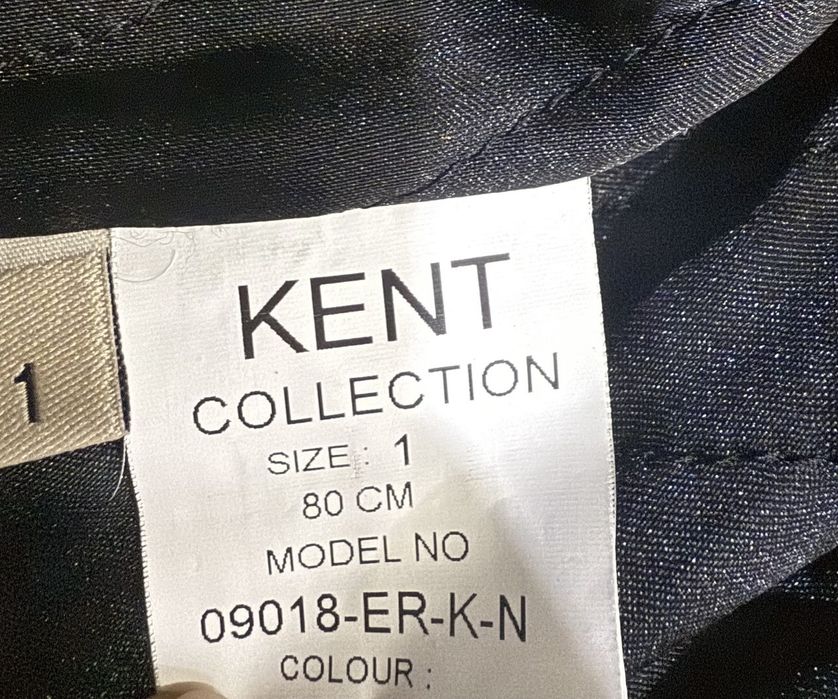 1
KENT
COLLECTION
SIZE : 1
80 CM
MODEL NO
09018-ER-K-N
COLOUR :